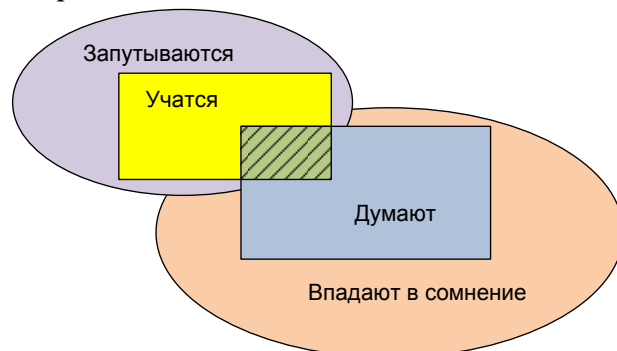 Запутываются
Учатся
Думают
Впадают в сомнение